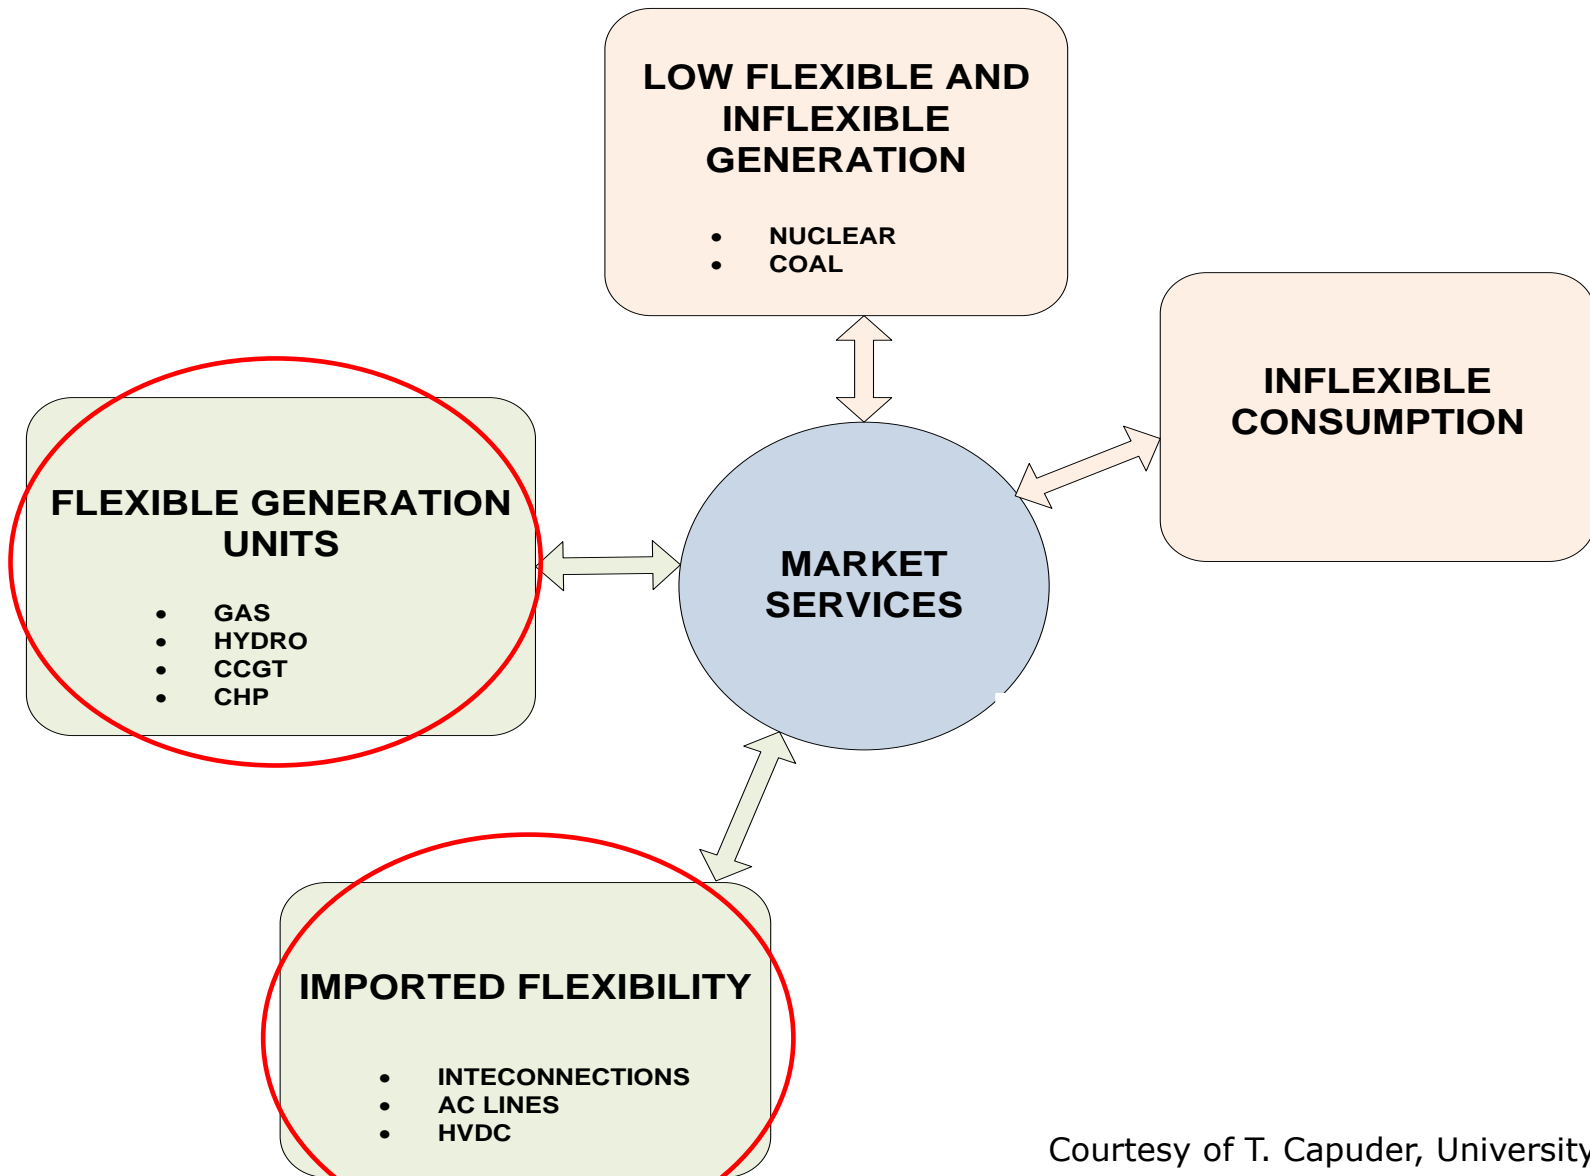 LOW FLEXIBLE AND
INFLEXIBLE
GENERATION
• NUCLEAR
• COAL
INFLEXIBLE
CONSUMPTION
FLEXIBLE GENERATION
UNITS
• GAS
• HYDRO
• CCGT
• CHP
MARKET
SERVICES
IMPORTED FLEXIBILITY
• INTECONNECTIONS
• AC LINES
• HVDC
Courtesy of T. Capuder, University